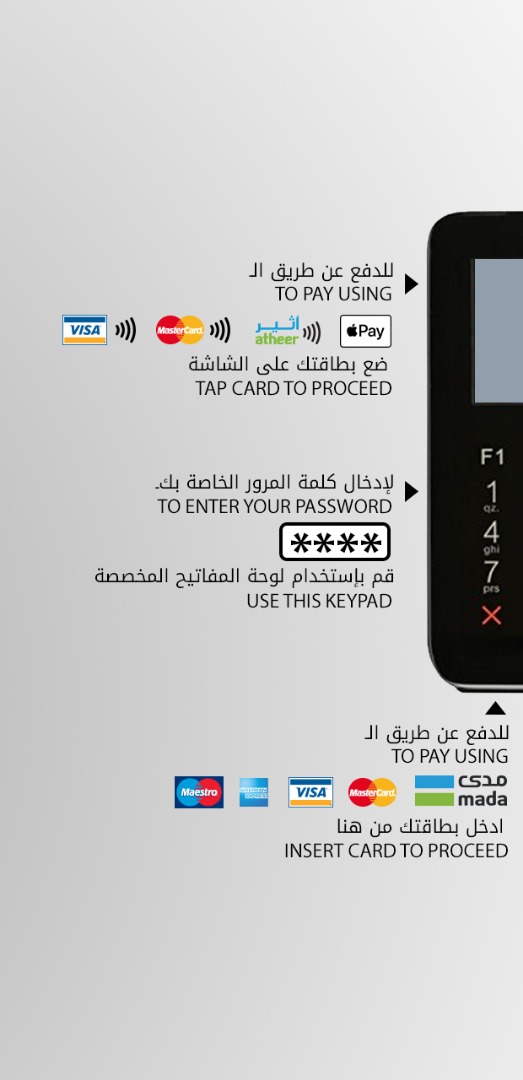 للدفع عن طريق الـ
TO PAY USING
VISA MasterCard أثير atheer Pay
ضع بطاقتك على الشاشة
TAP CARD TO PROCEED
F1
1
qz.
لإدخال كلمة المرور الخاصة بك.
TO ENTER YOUR PASSWORD
****
4
ghi
7
prs
قم بإستخدام لوحة المفاتيح المخصصة
USE THIS KEYPAD
للدفع عن طريق الـ
TO PAY USING
Maestro AMERICAN EXPRESS VISA MasterCard مدى mada
ادخل بطاقتك من هنا
INSERT CARD TO PROCEED